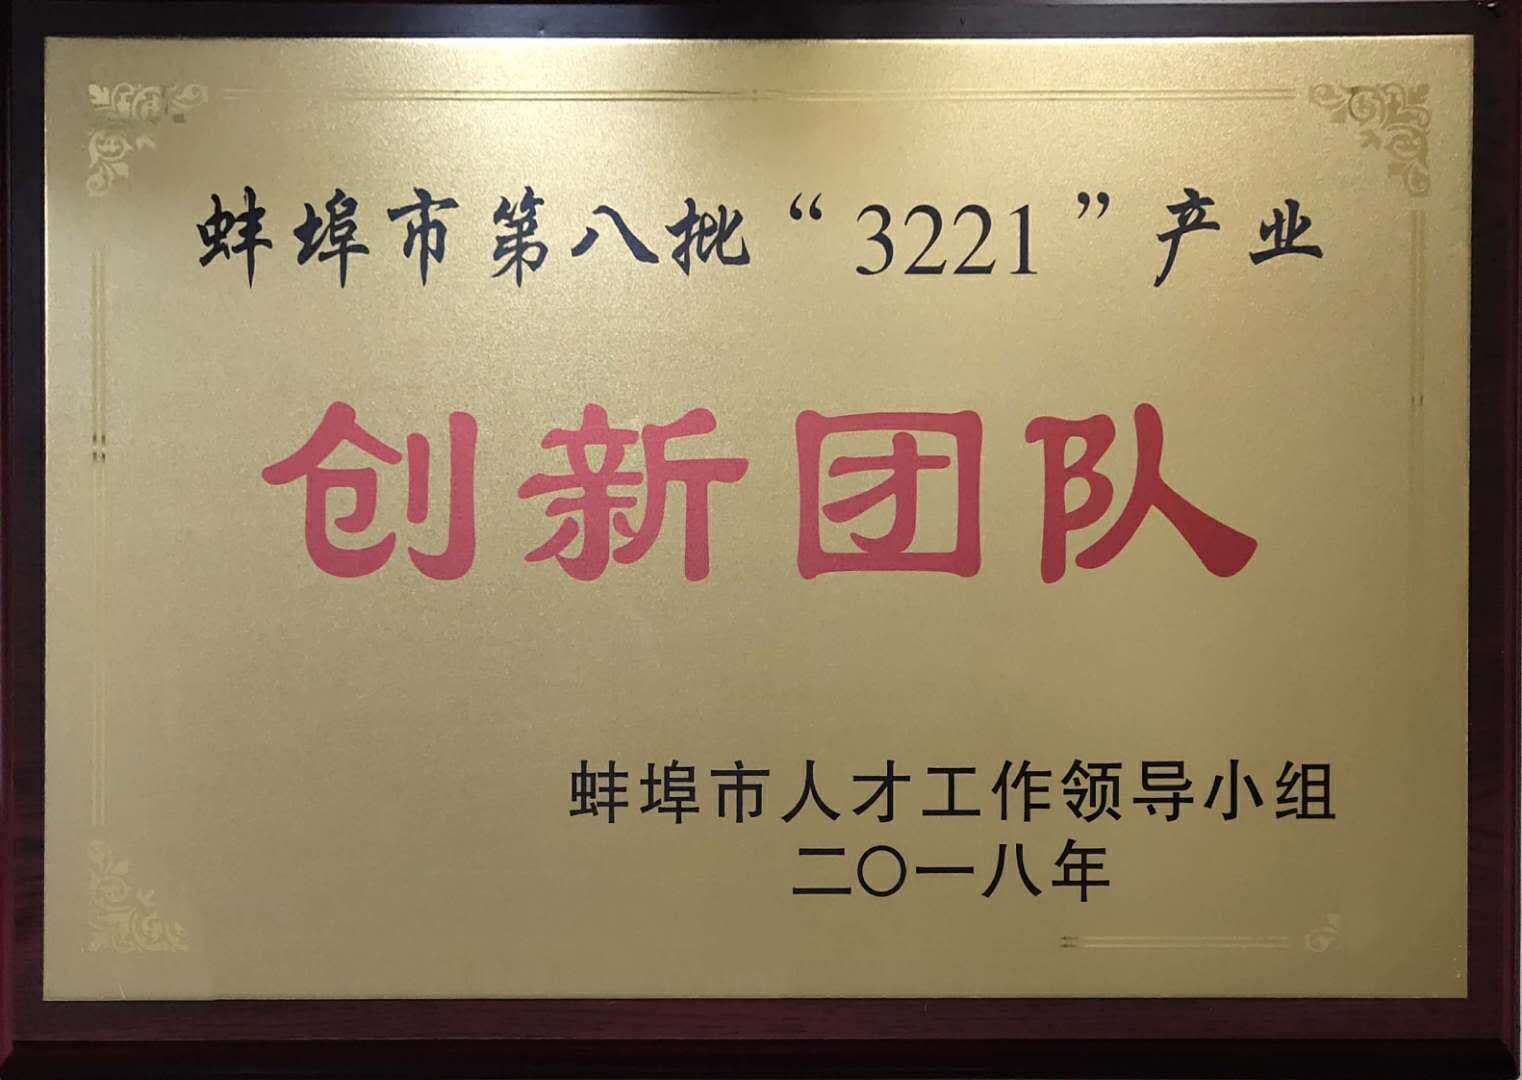 蚌埠市第八批“3221”产业
创新团队
蚌埠市人才工作领导小组
二〇一八年